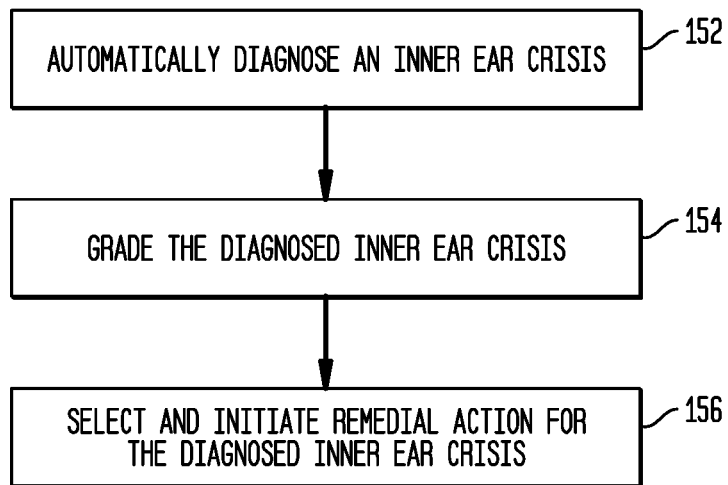 AUTOMATICALLY DIAGNOSE AN INNER EAR CRISIS
152
GRADE THE DIAGNOSED INNER EAR CRISIS
154
SELECT AND INITIATE REMEDIAL ACTION FOR
THE DIAGNOSED INNER EAR CRISIS
156